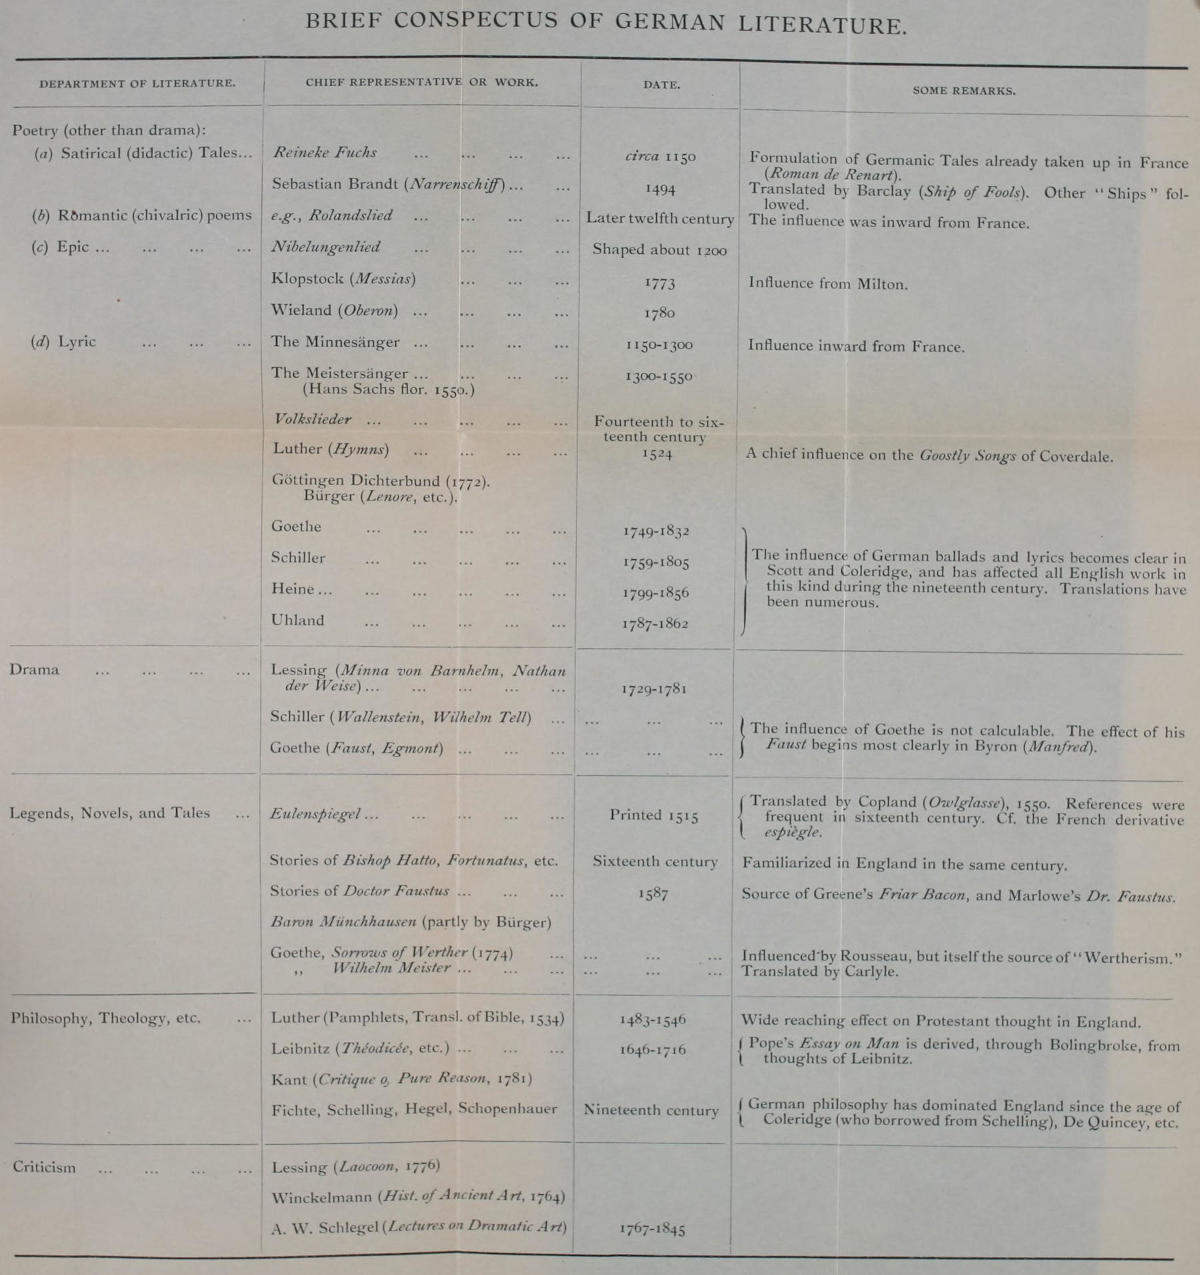 BRIEF CONSPECTUS OF GERMAN LITERATURE.
DEPARTMENT OF LITERATURE. CHIEF REPRESENTATIVE OR WORK. DATE. SOME REMARKS.
Poetry (other than drama):
(a) Satirical (didactic) Tales... Reineke Fuchs ... ... ... ... circa 1150 Formulation of Germanic Tales already taken up in France
(Roman de Renart).
Sebastian Brandt (Narrenschiff) ... ... 1494 Translated by Barclay (Ship of Fools). Other "Ships" fol-
lowed.
(b) Romantic (chivalric) poems e.g., Rolandslied ... ... ... ... Later twelfth century The influence was inward from France.
(c) Epic ... ... ... ... Nibelungenlied ... ... ... ... Shaped about 1200
Klopstock (Messias) ... ... ... 1773 Influence from Milton.
Wieland (Oberon) ... ... ... ... 1780
(d) Lyric ... ... ... The Minnesänger ... ... ... ... 1150-1300 Influence inward from France.
The Meistersänger ... ... ... ... 1300-1550
(Hans Sachs flor. 1550.)
Volkslieder ... ... ... ... ... Fourteenth to six-
teenth century
Luther (Hymns) ... ... ... ... 1524 A chief influence on the Goostly Songs of Coverdale.
Göttingen Dichterbund (1772).
Bürger (Lenore, etc.).
Goethe ... ... ... ... ... 1749-1832
Schiller ... ... ... ... ... 1759-1805 The influence of German ballads and lyrics becomes clear in
Scott and Coleridge, and has affected all English work in
Heine ... ... ... ... ... ... 1799-1856 this kind during the nineteenth century. Translations have
been numerous.
Uhland ... ... ... ... ... 1787-1862
Drama ... ... ... ... Lessing (Minna von Barnhelm, Nathan
der Weise) ... ... ... ... ... 1729-1781
Schiller (Wallenstein, Wilhelm Tell) ... ... ... ... The influence of Goethe is not calculable. The effect of his
Goethe (Faust, Egmont) ... ... ... ... ... ... Faust begins most clearly in Byron (Manfred).
Legends, Novels, and Tales ... Eulenspiegel ... ... ... ... ... Printed 1515 Translated by Copland (Owlglasse), 1550. References were
frequent in sixteenth century. Cf. the French derivative
espiègle.
Stories of Bishop Hatto, Fortunatus, etc. Sixteenth century Familiarized in England in the same century.
Stories of Doctor Faustus ... ... ... 1587 Source of Greene's Friar Bacon, and Marlowe's Dr. Faustus.
Baron Münchhausen (partly by Bürger)
Goethe, Sorrows of Werther (1774) ... ... ... ... Influenced by Rousseau, but itself the source of "Wertherism."
,, Wilhelm Meister ... ... ... ... ... ... Translated by Carlyle.
Philosophy, Theology, etc. ... Luther (Pamphlets, Transl. of Bible, 1534) 1483-1546 Wide reaching effect on Protestant thought in England.
Leibnitz (Théodicée, etc.) ... ... ... 1646-1716 Pope's Essay on Man is derived, through Bolingbroke, from
thoughts of Leibnitz.
Kant (Critique o, Pure Reason, 1781)
Fichte, Schelling, Hegel, Schopenhauer Nineteenth century German philosophy has dominated England since the age of
Coleridge (who borrowed from Schelling), De Quincey, etc.
Criticism ... ... ... ... Lessing (Laocoon, 1776)
Winckelmann (Hist. of Ancient Art, 1764)
A. W. Schlegel (Lectures on Dramatic Art) 1767-1845